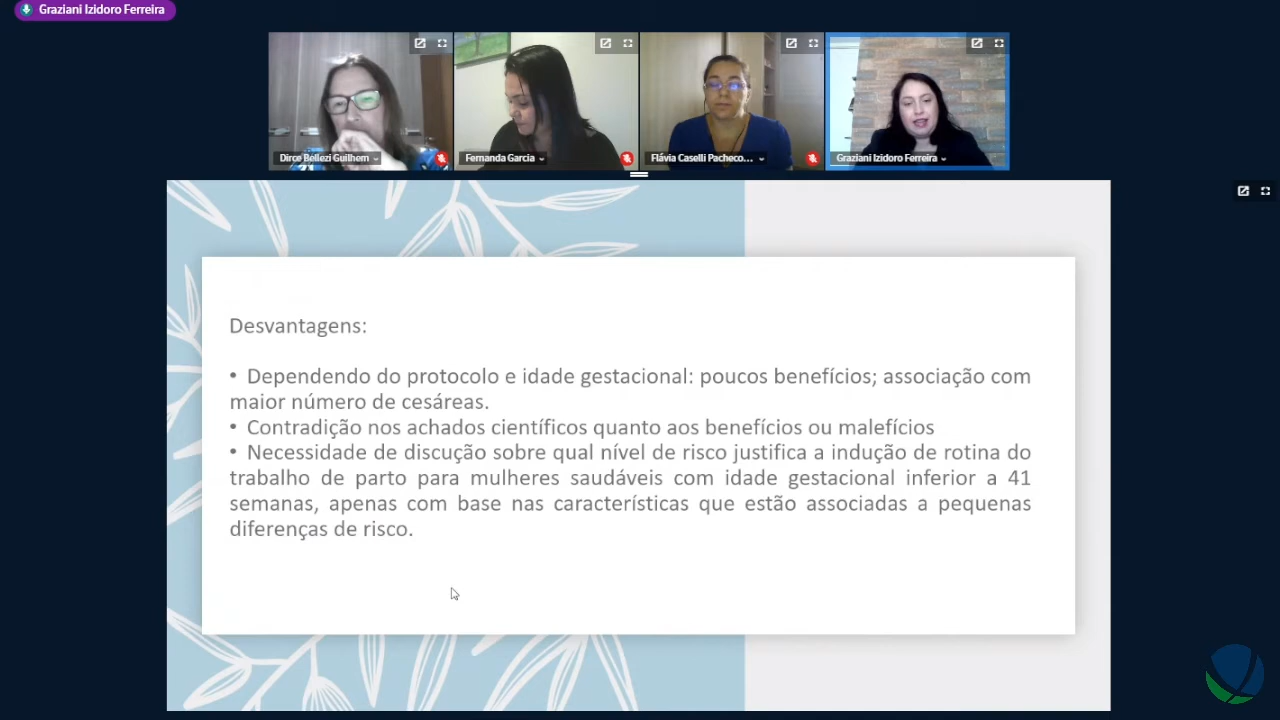 Graziani Izidoro Ferreira
Dirce Bellezi Guilhem
Fernanda Garcia
Flávia Caselli Pacheco...
Graziani Izidoro Ferreira
Desvantagens:
• Dependendo do protocolo e idade gestacional: poucos benefícios; associação com
maior número de cesáreas.
• Contradição nos achados científicos quanto aos benefícios ou malefícios
• Necessidade de discução sobre qual nível de risco justifica a indução de rotina do
trabalho de parto para mulheres saudáveis com idade gestacional inferior a 41
semanas, apenas com base nas características que estão associadas a pequenas
diferenças de risco.